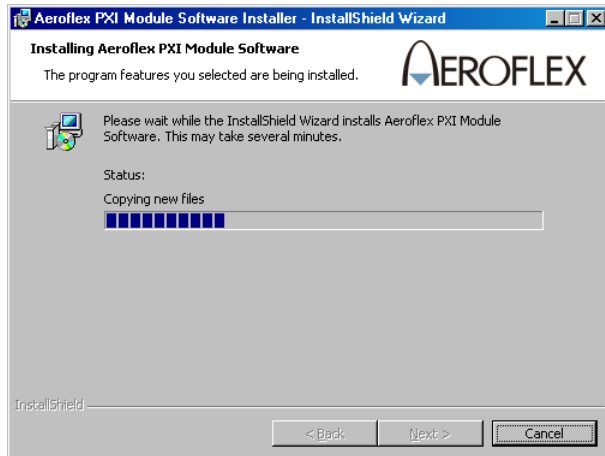 Aeroflex PXI Module Software Installer - InstallShield Wizard
Installing Aeroflex PXI Module Software
The program features you selected are being installed.
AEROFLEX
Please wait while the InstallShield Wizard installs Aeroflex PXI Module
Software. This may take several minutes.
Status:
Copying new files
InstallShield
< Back
Next >
Cancel